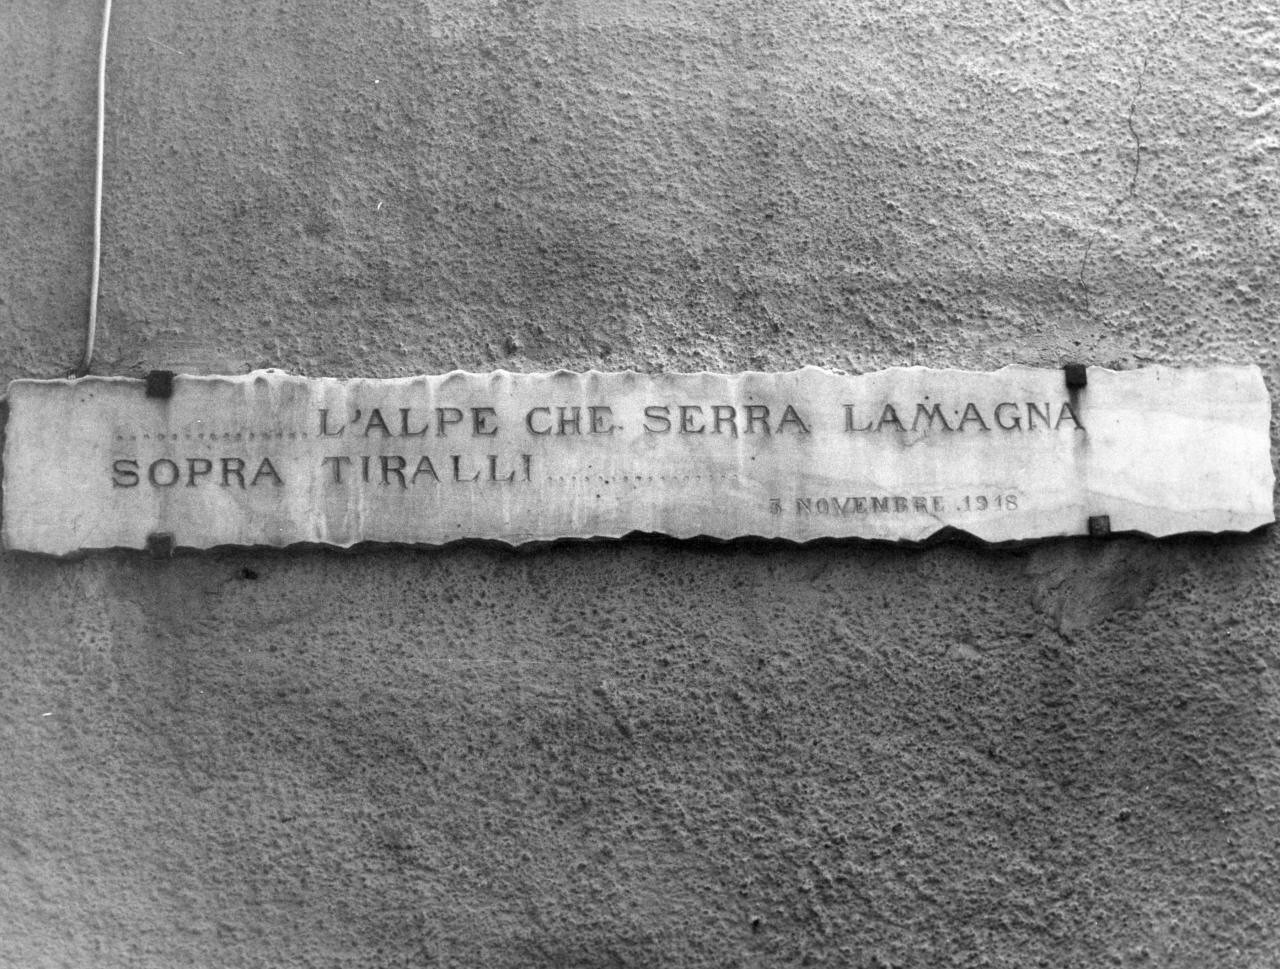 ................ L'ALPE CHE SERRA LAMAGNA
SOPRA TIRALLI ....................
3 NOVEMBRE 1918